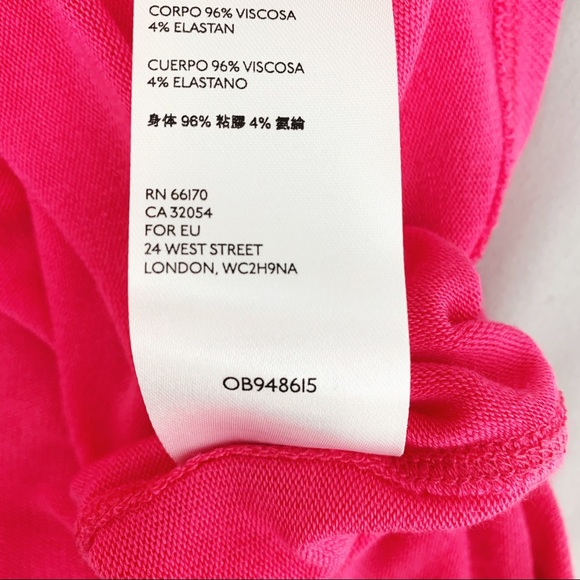 CORPO 96% VISCOSA
4% ELASTAN
CUERPO 96% VISCOSA
4% ELASTANO
身体 96% 粘膠 4% 氨綸
RN 66170
CA 32054
FOR EU
24 WEST STREET
LONDON, WC2H9NA
OB948615